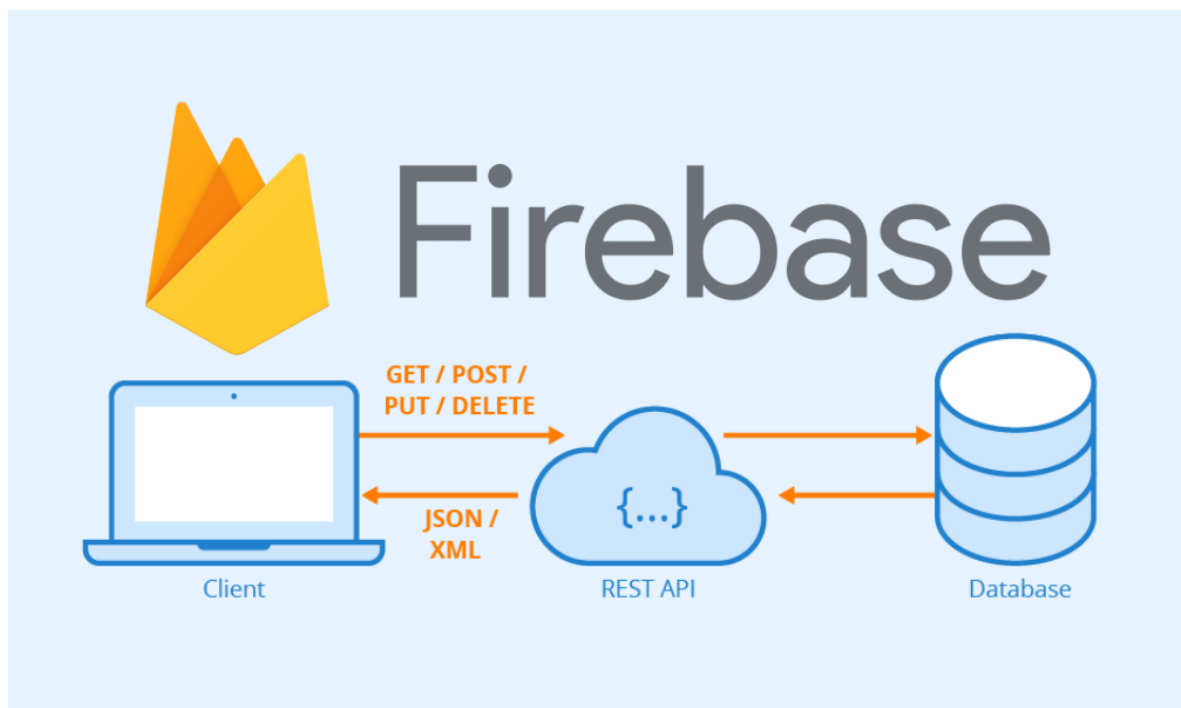 Firebase
GET / POST /
PUT / DELETE
JSON /
XML
{...}
Client
REST API
Database